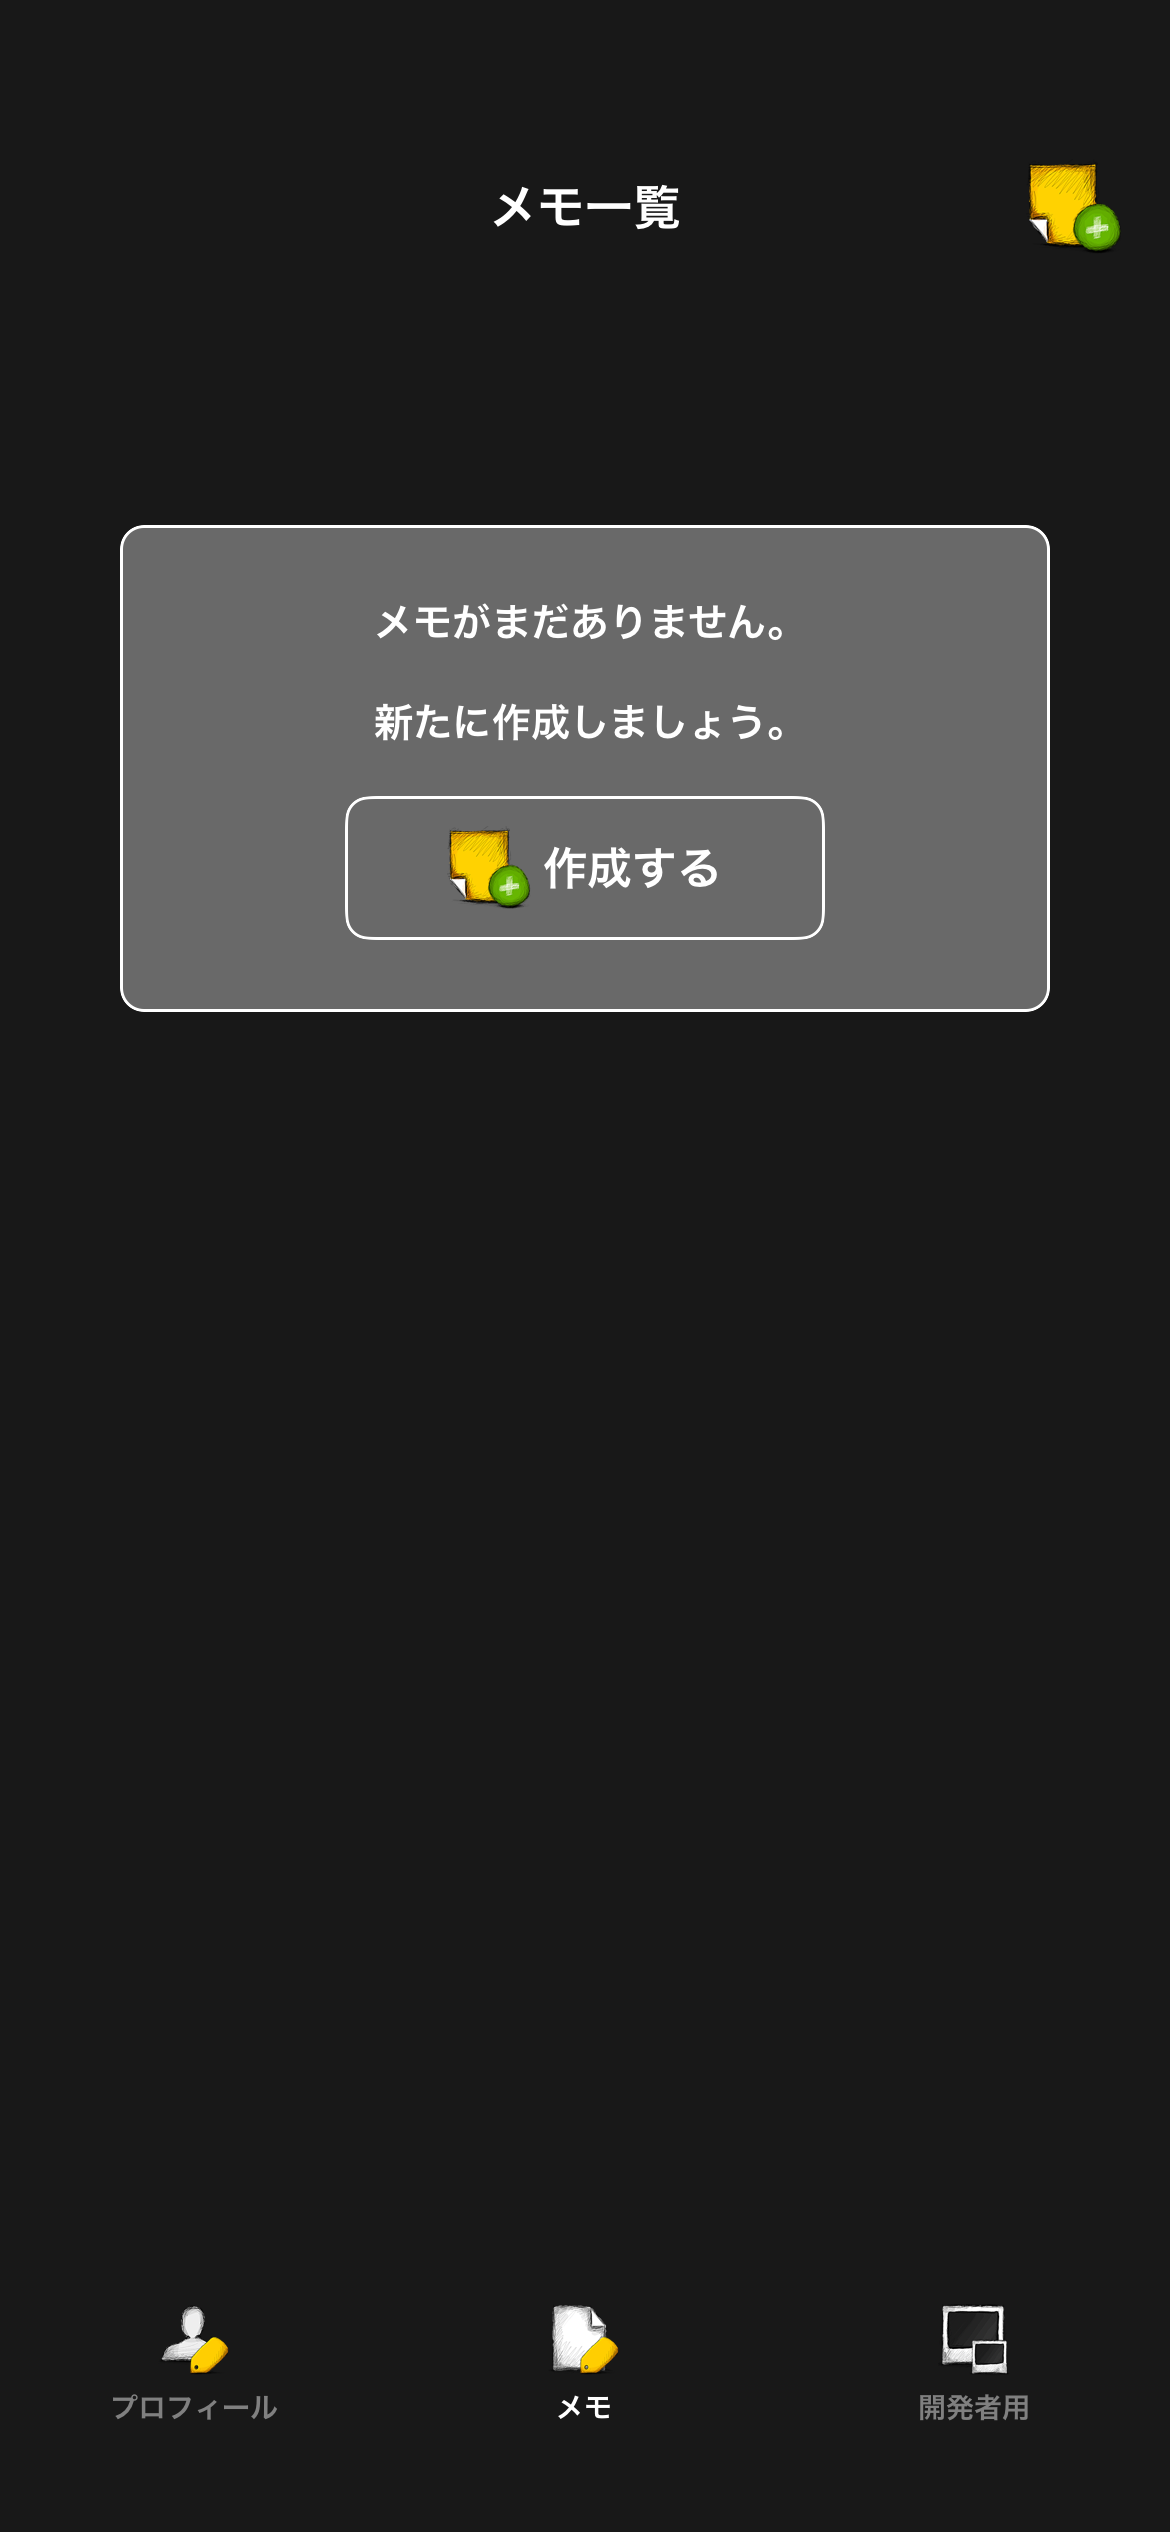 メモ一覧
メモがまだありません。
新たに作成しましょう。
作成する
プロフィール
メモ
開発者用